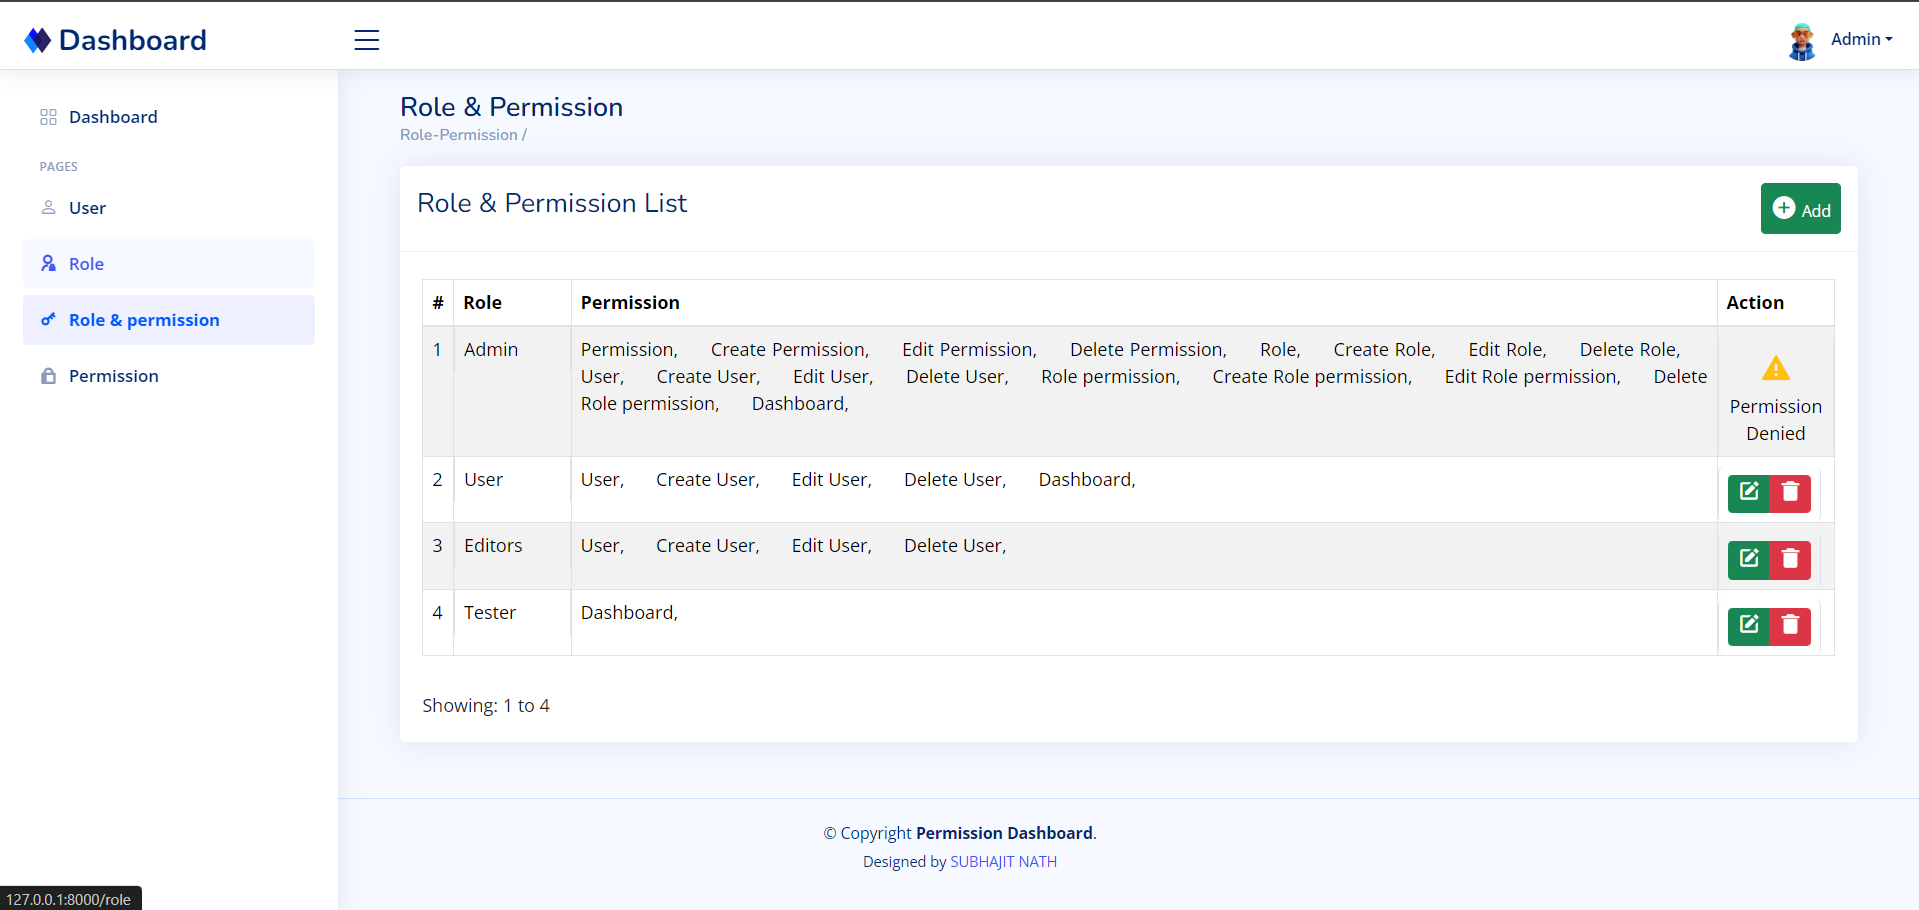 Dashboard
Admin
Dashboard
PAGES
User
Role
Role & permission
Permission
Role & Permission
Role-Permission /
Role & Permission List
Add
# Role Permission Action
1 Admin Permission, Create Permission, Edit Permission, Delete Permission, Role, Create Role, Edit Role, Delete Role,
User, Create User, Edit User, Delete User, Role permission, Create Role permission, Edit Role permission, Delete
Role permission, Dashboard,
Permission
Denied
2 User User, Create User, Edit User, Delete User, Dashboard,
3 Editors User, Create User, Edit User, Delete User,
4 Tester Dashboard,
Showing: 1 to 4
© Copyright Permission Dashboard.
Designed by SUBHAJIT NATH
127.0.0.1:8000/role